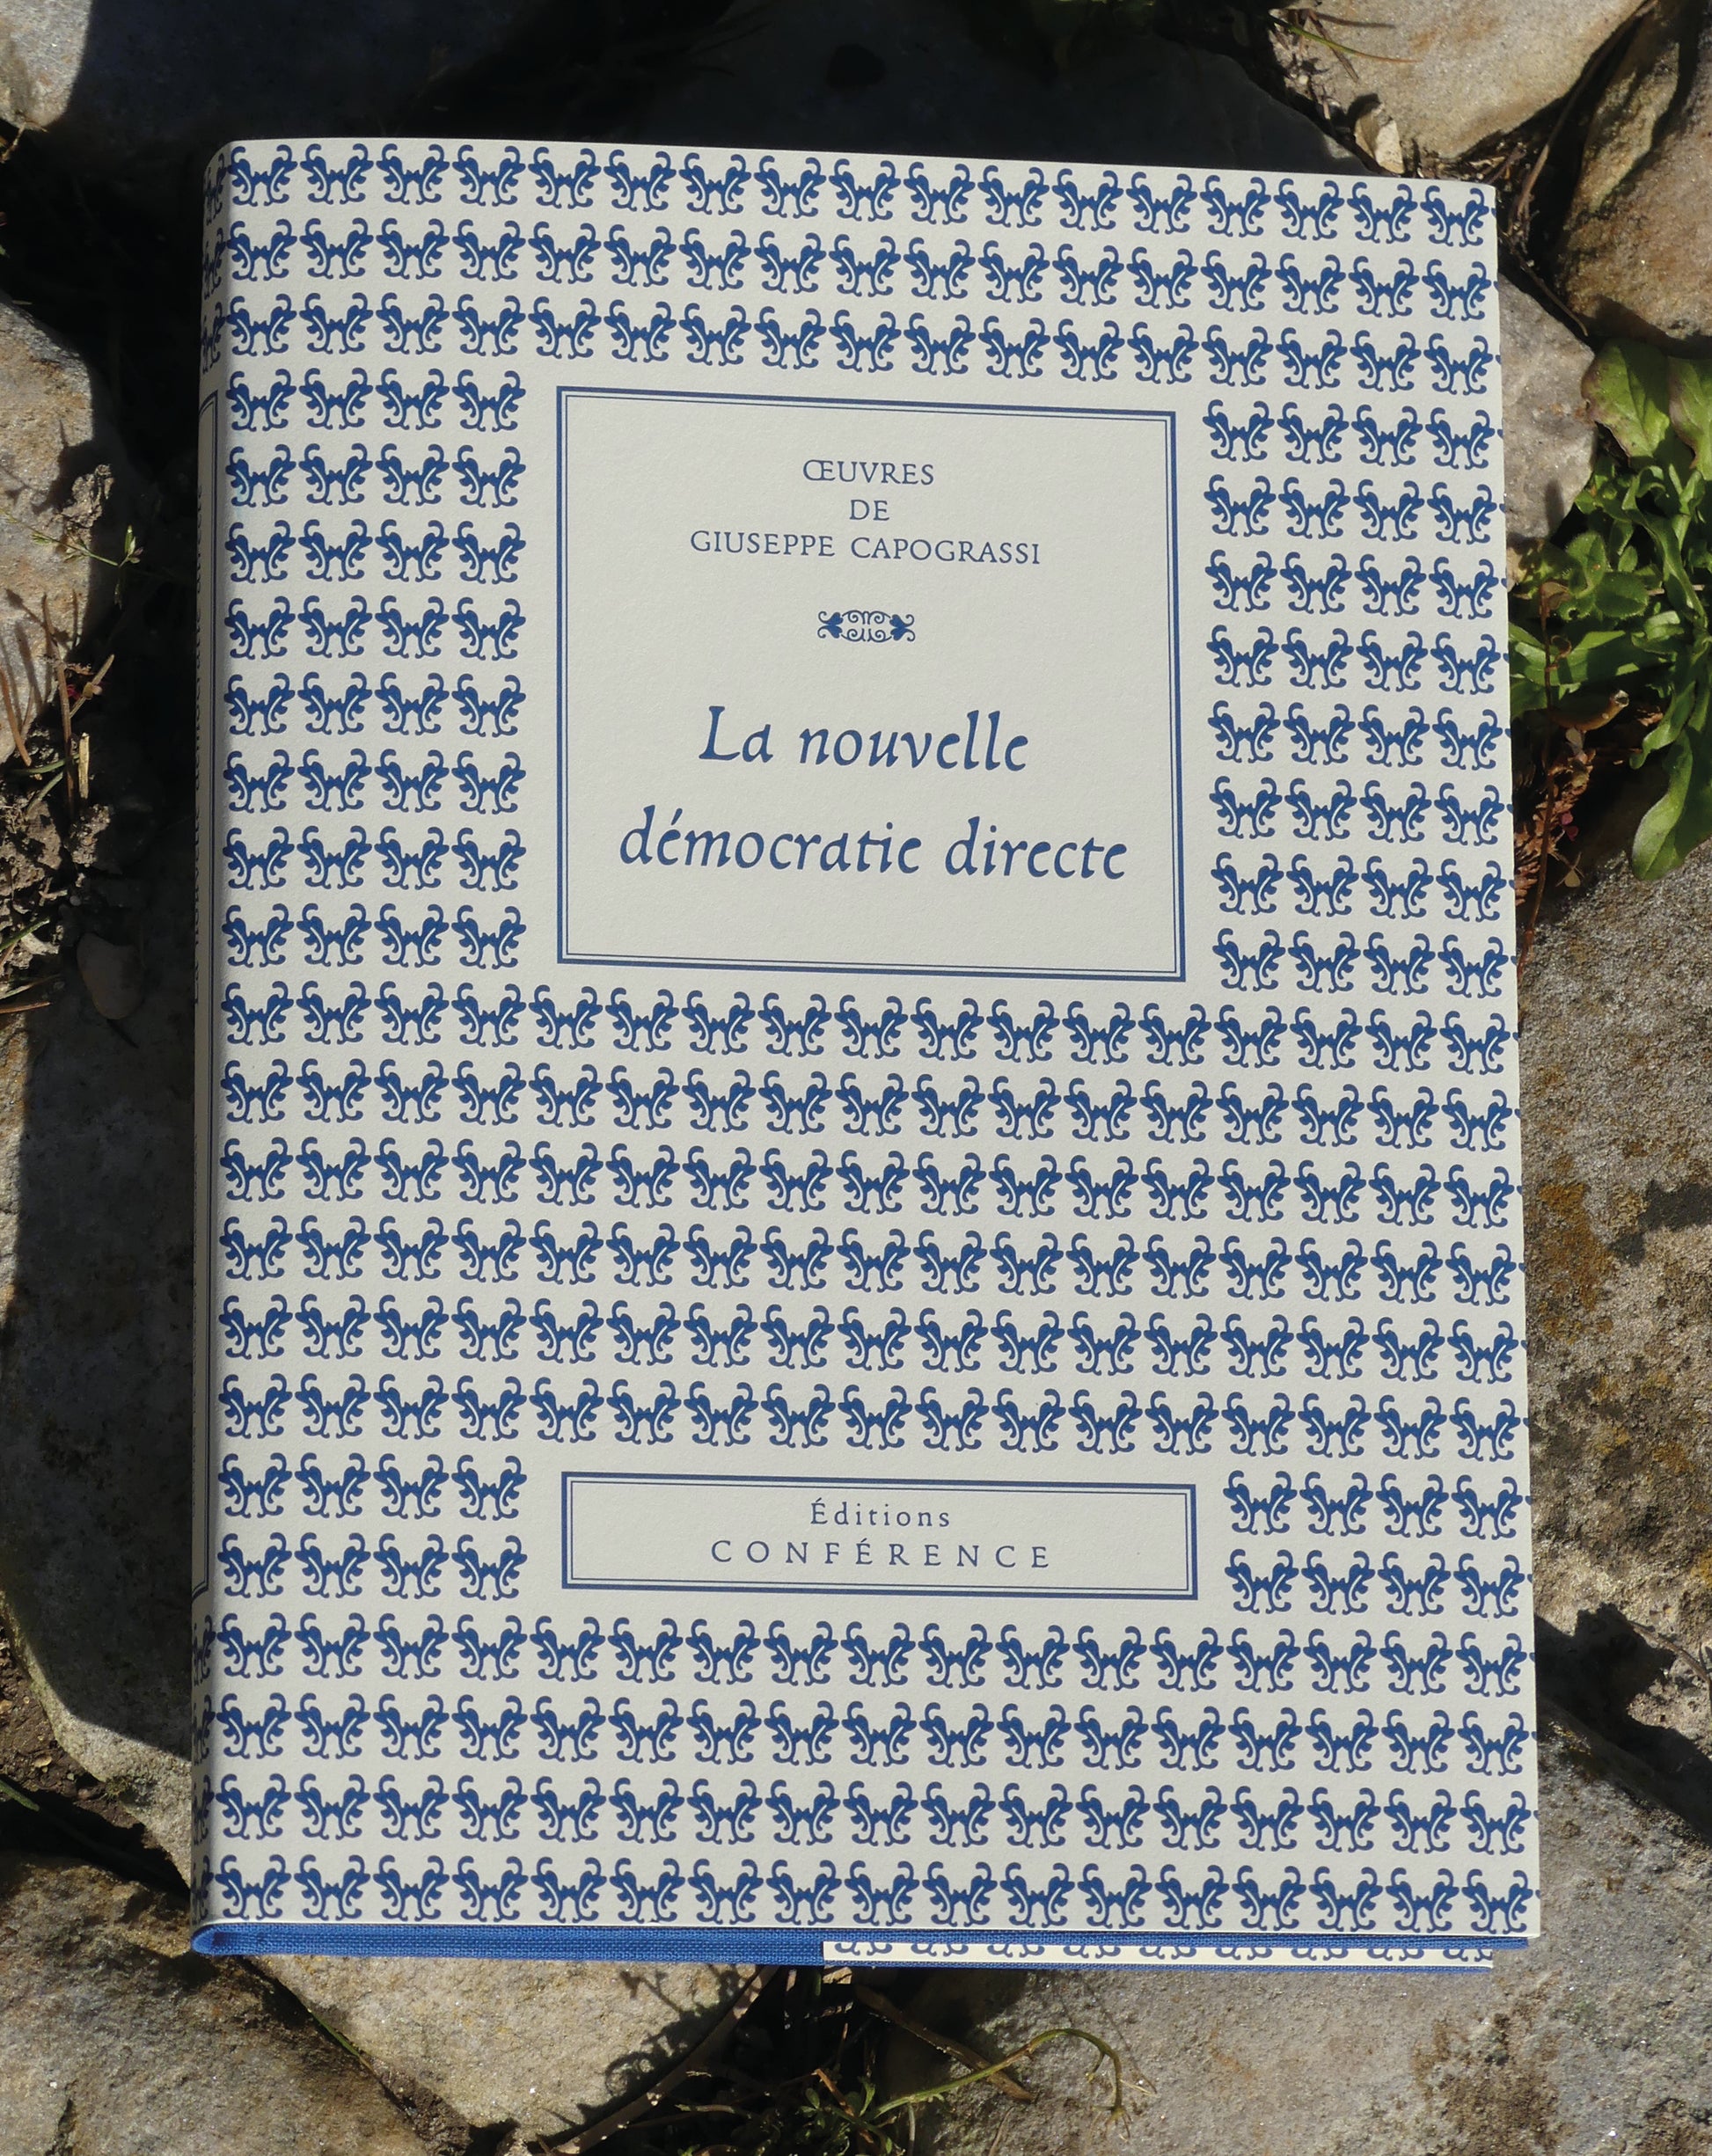 ŒUVRES
DE
GIUSEPPE CAPOGRASSI
La nouvelle
démocratie directe
Éditions
CONFÉRENCE